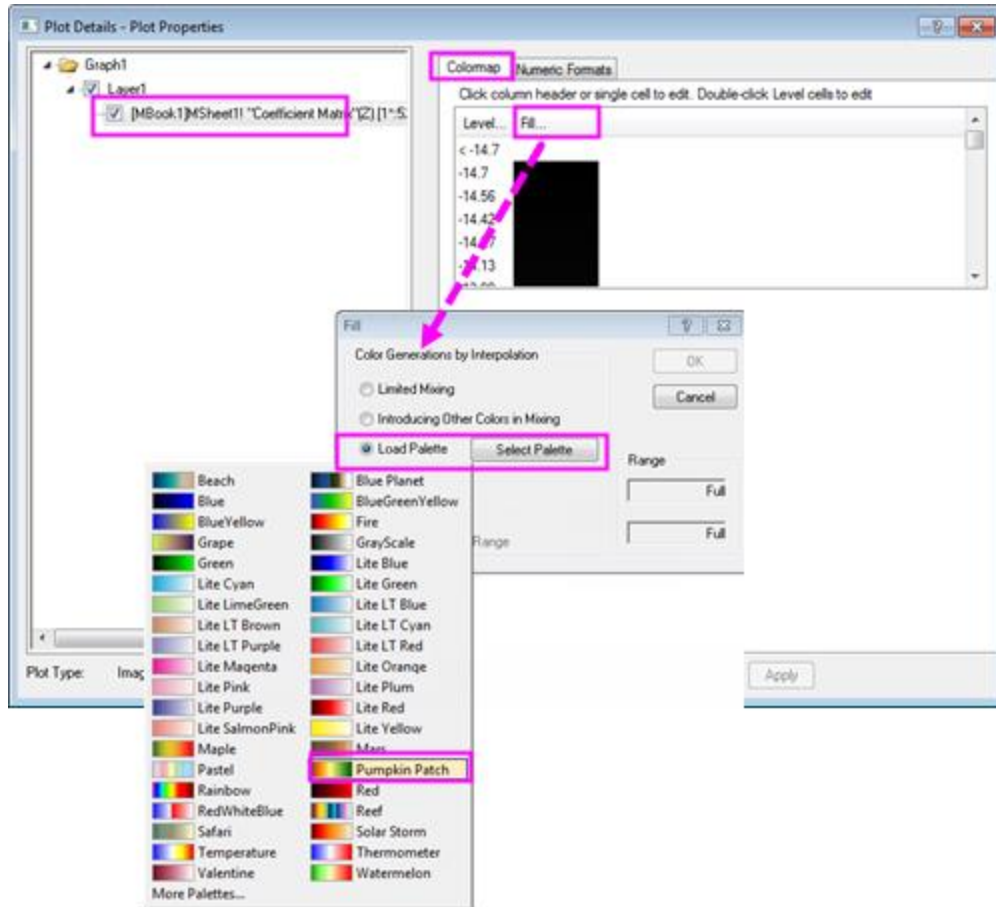 Plot Details - Plot Properties
Graph1
Layer1
[MBook1]MSheet1! "Coefficient Matrix"(Z) [1*:5
Colormap
Numeric Formats
Click column header or single cell to edit. Double-click Level cells to edit
Level... Fill...
< -14.7
-14.7
-14.56
-14.42
Fill
Color Generations by Interpolation
Limited Mixing
Introducing Other Colors in Mixing
Load Palette
Select Palette
OK
Cancel
Range
Full
Full
Range
Beach Blue Planet
Blue BlueGreenYellow
BlueYellow Fire
Grape GrayScale
Green Lite Blue
Lite Cyan Lite Green
Lite LimeGreen Lite LT Blue
Lite LT Brown Lite LT Cyan
Lite LT Purple Lite LT Red
Lite Magenta Lite Orange
Lite Pink Lite Plum
Lite Purple Lite Red
Lite SalmonPink Lite Yellow
Maple Mars
Pastel Pumpkin Patch
Rainbow Red
RedWhiteBlue Reef
Safari Solar Storm
Temperature Thermometer
Valentine Watermelon
More Palettes...
Plot Type: Imag
Apply